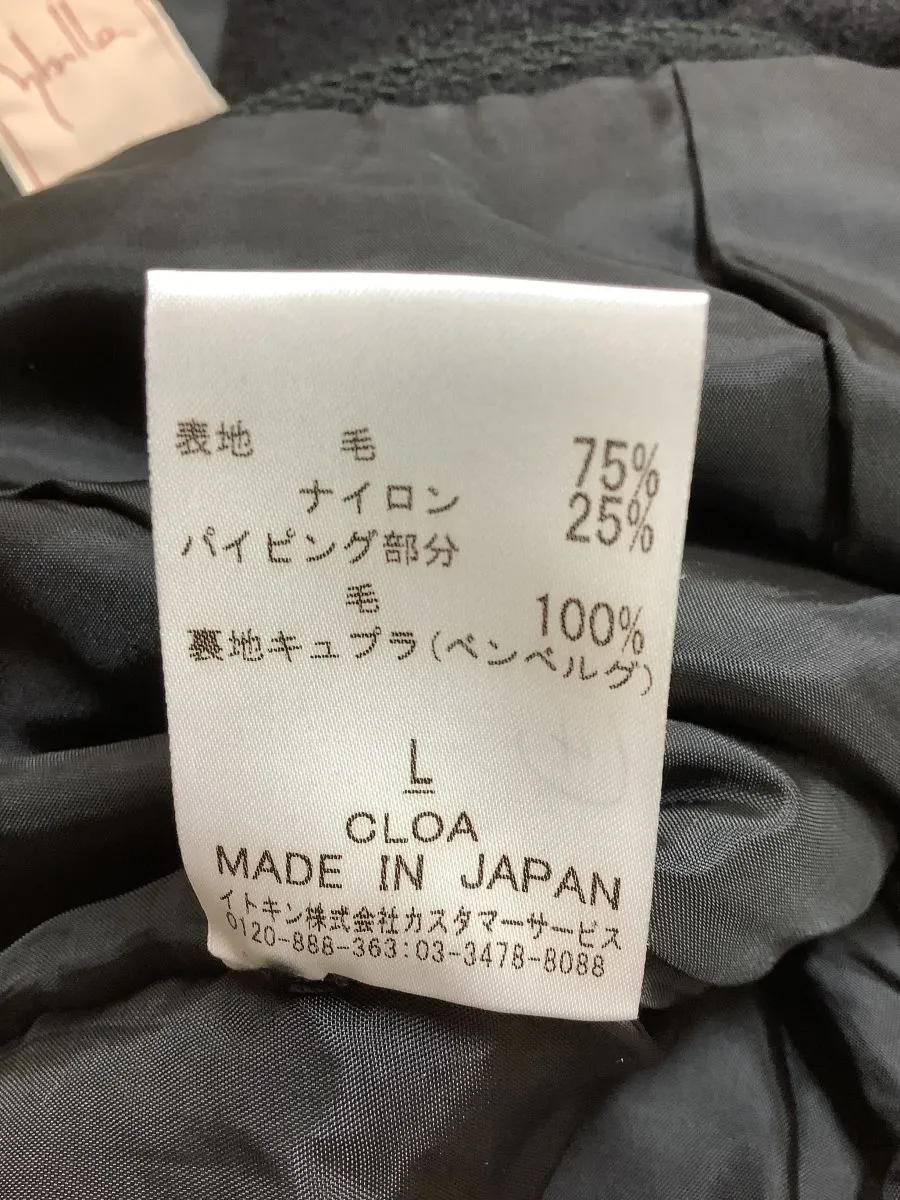 Sybilla
表地 毛 75%
ナイロン 25%
パイピング部分
毛 100%
裏地キュプラ(ベンベルグ)
L
CLOA
MADE IN JAPAN
イトキン株式会社カスタマーサービス
0120-888-363:03-3478-8088